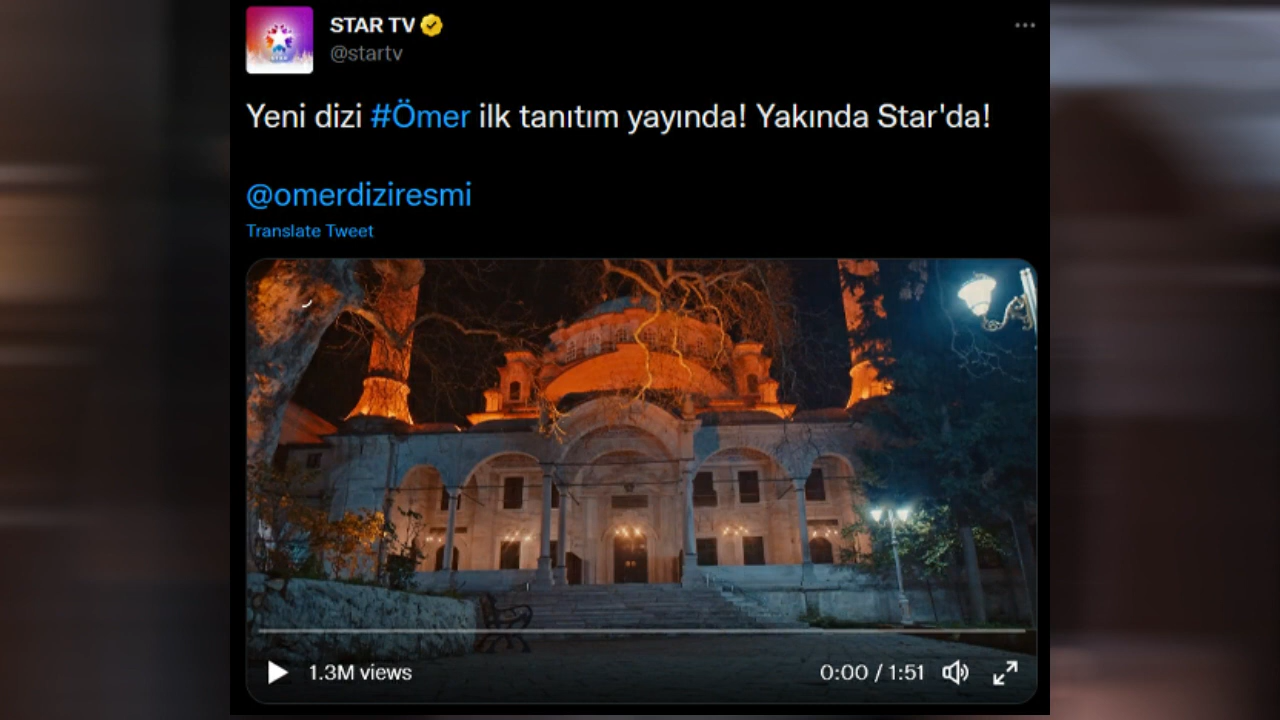 STAR TV
@startv
Yeni dizi #Ömer ilk tanıtım yayında! Yakında Star'da!
@omerdiziresmi
Translate Tweet
1.3M views
0:00 / 1:51